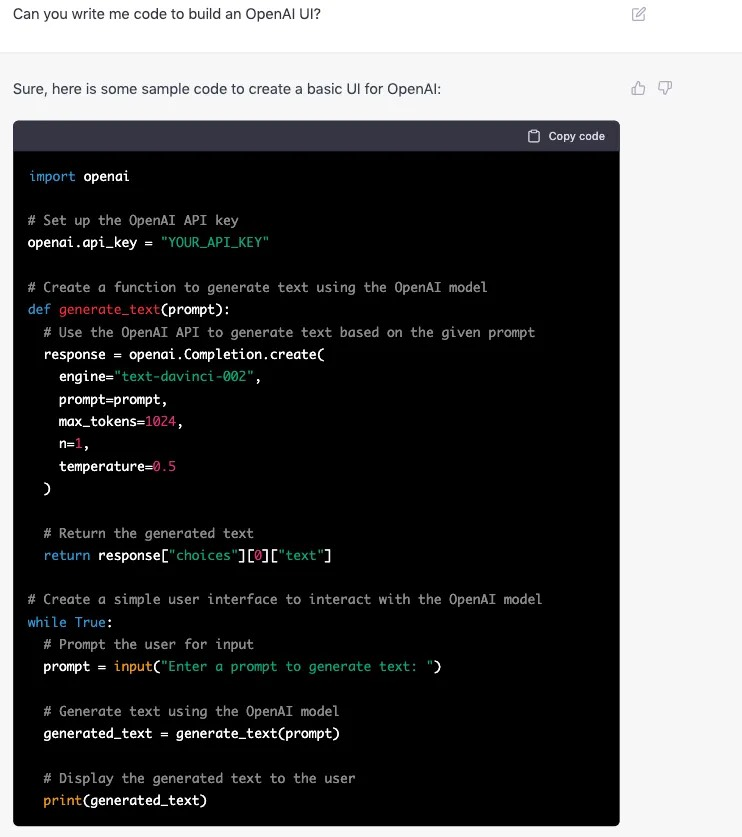 Can you write me code to build an OpenAI UI?
Sure, here is some sample code to create a basic UI for OpenAI:
Copy code
import openai
# Set up the OpenAI API key
openai.api_key = "YOUR_API_KEY"
# Create a function to generate text using the OpenAI model
def generate_text(prompt):
  # Use the OpenAI API to generate text based on the given prompt
  response = openai.Completion.create(
    engine="text-davinci-002",
    prompt=prompt,
    max_tokens=1024,
    n=1,
    temperature=0.5
  )
  # Return the generated text
  return response["choices"][0]["text"]
# Create a simple user interface to interact with the OpenAI model
while True:
  # Prompt the user for input
  prompt = input("Enter a prompt to generate text: ")
  # Generate text using the OpenAI model
  generated_text = generate_text(prompt)
  # Display the generated text to the user
  print(generated_text)